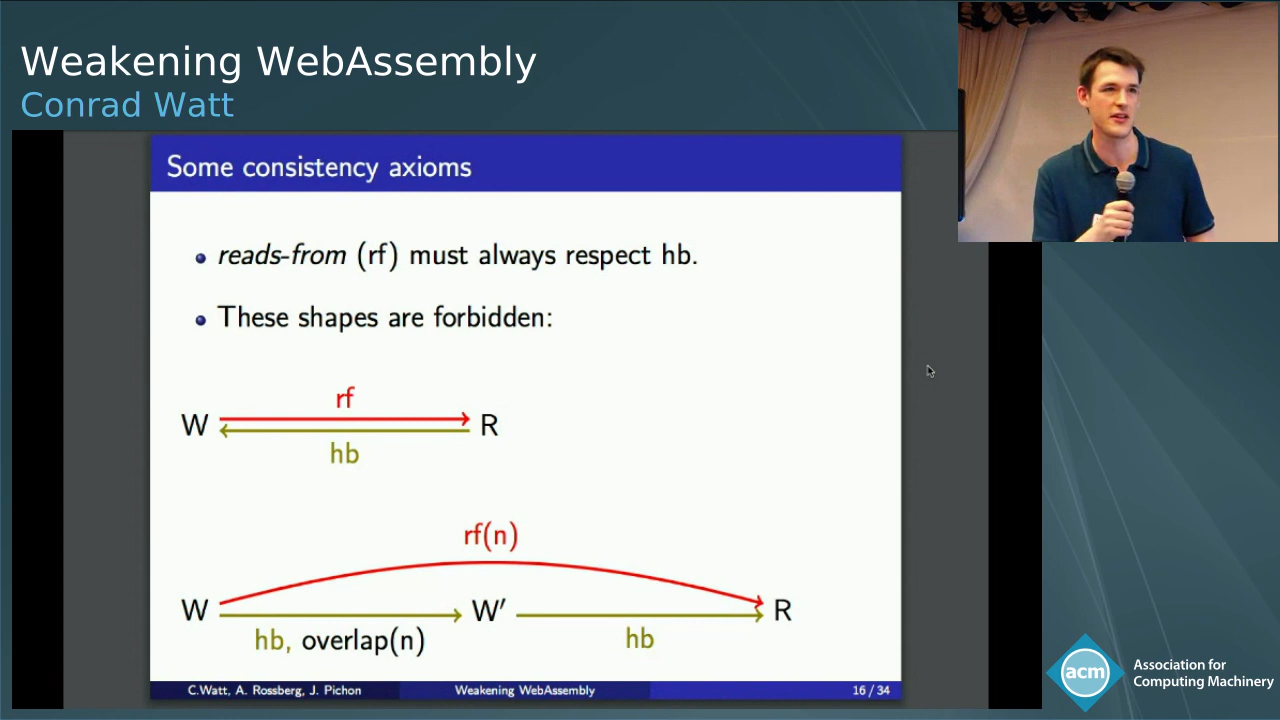 Weakening WebAssembly
Conrad Watt
Some consistency axioms
reads-from (rf) must always respect hb.
These shapes are forbidden:
rf
W R
hb
rf(n)
W W′ R
hb, overlap(n) hb
C.Watt, A. Rossberg, J. Pichon Weakening WebAssembly 16 / 34
acm
Association for
Computing Machinery